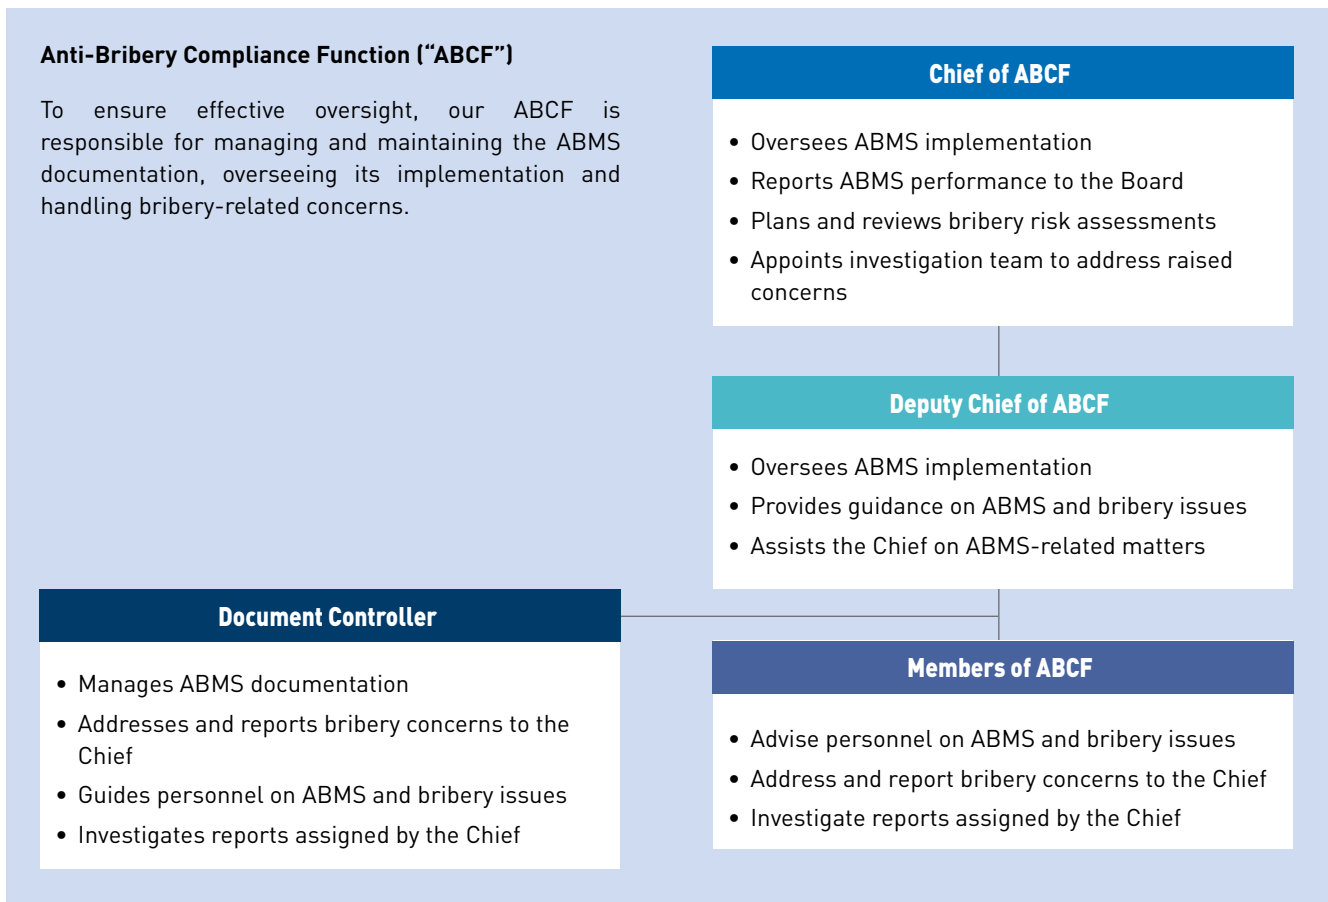 Anti-Bribery Compliance Function (“ABCF”)
To ensure effective oversight, our ABCF is
responsible for managing and maintaining the ABMS
documentation, overseeing its implementation and
handling bribery-related concerns.
Chief of ABCF
• Oversees ABMS implementation
• Reports ABMS performance to the Board
• Plans and reviews bribery risk assessments
• Appoints investigation team to address raised
concerns
Deputy Chief of ABCF
• Oversees ABMS implementation
• Provides guidance on ABMS and bribery issues
• Assists the Chief on ABMS-related matters
Document Controller
• Manages ABMS documentation
• Addresses and reports bribery concerns to the
Chief
• Guides personnel on ABMS and bribery issues
• Investigates reports assigned by the Chief
Members of ABCF
• Advise personnel on ABMS and bribery issues
• Address and report bribery concerns to the Chief
• Investigate reports assigned by the Chief